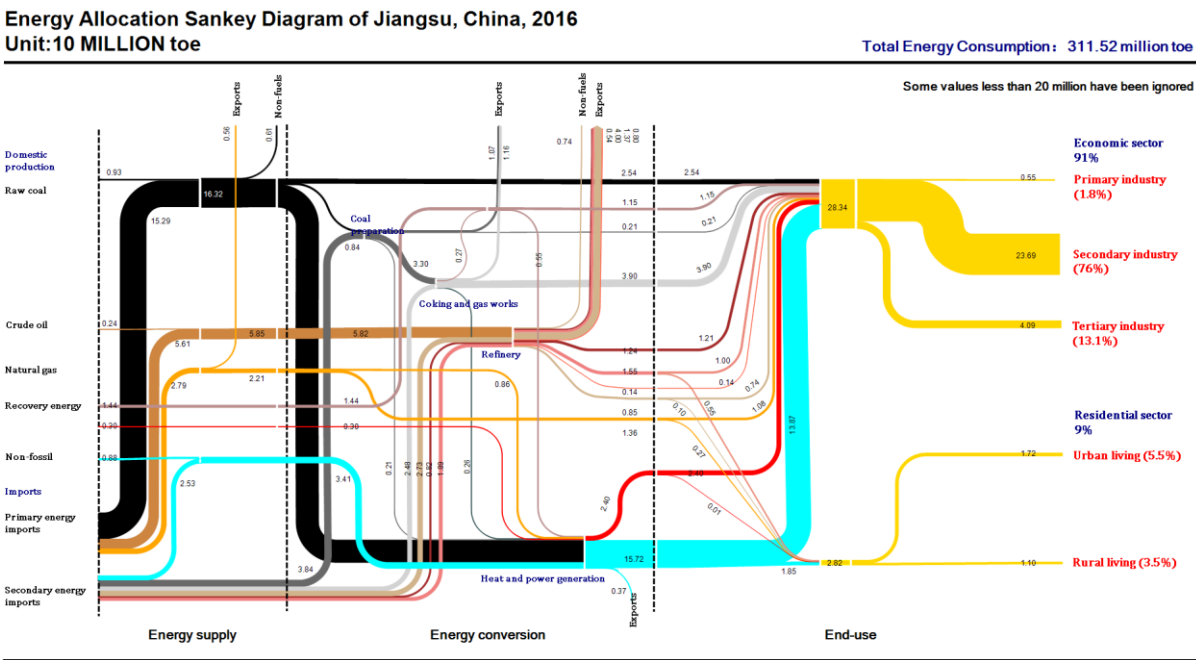 Energy Allocation Sankey Diagram of Jiangsu, China, 2016
Unit:10 MILLION toe
Total Energy Consumption: 311.52 million toe
Some values less than 20 million have been ignored
Exports
Non-fuels
Exports
Non-fuels
Exports
0.56
0.61
1.07
1.16
0.74
0.54
4.00
1.37
0.80
Domestic
production
Raw coal
Crude oil
Natural gas
Recovery energy
Non-fossil
Imports
Primary energy
imports
Secondary energy
imports
0.93
15.29
16.32
0.24
5.61
5.85
5.82
2.79
2.21
1.44
1.44
0.30
0.30
0.88
2.53
3.41
3.84
Coal
preparation
0.84
3.30
0.27
0.55
Coking and gas works
Refinery
0.86
0.21
2.48
2.73
0.92
1.89
0.26
Heat and power generation
2.54
2.54
1.15
1.15
0.21
0.21
3.90
3.90
1.24
1.21
1.55
1.00
0.14
0.14
0.74
0.85
1.08
1.36
0.10
0.55
0.27
2.40
2.40
0.01
15.72
13.87
1.85
0.37
Exports
28.34
2.82
0.55
23.69
4.09
1.72
1.10
Economic sector
91%
Primary industry
(1.8%)
Secondary industry
(76%)
Tertiary industry
(13.1%)
Residential sector
9%
Urban living (5.5%)
Rural living (3.5%)
Energy supply
Energy conversion
End-use